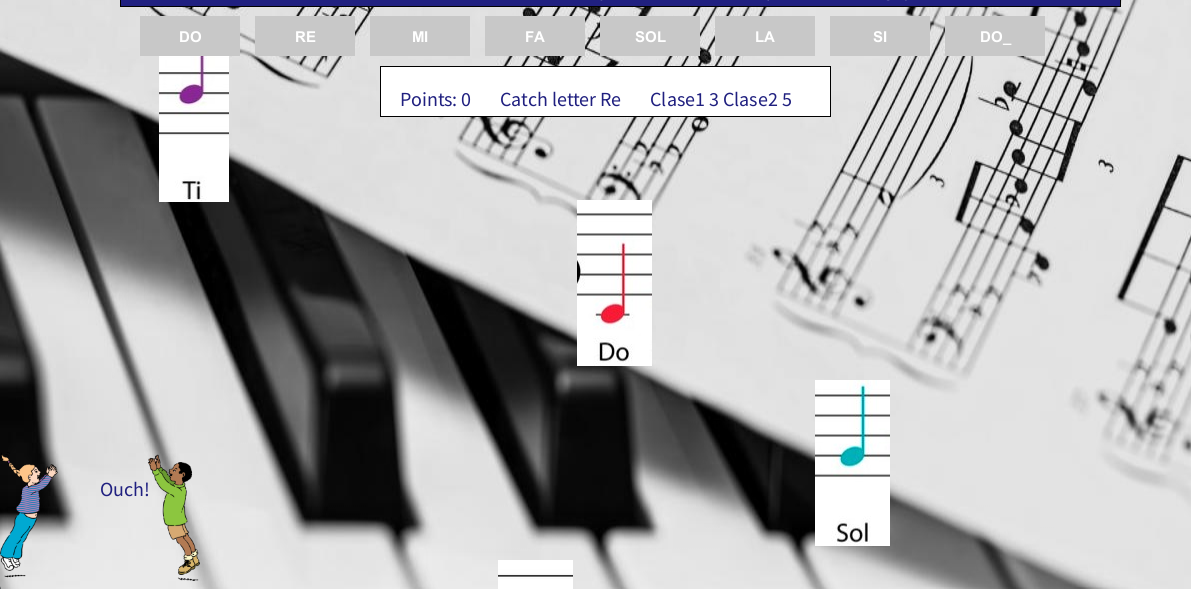 DO RE MI FA SOL LA SI DO_
Points: 0 Catch letter Re Clase1 3 Clase2 5
Ti
Do
Sol
Ouch!